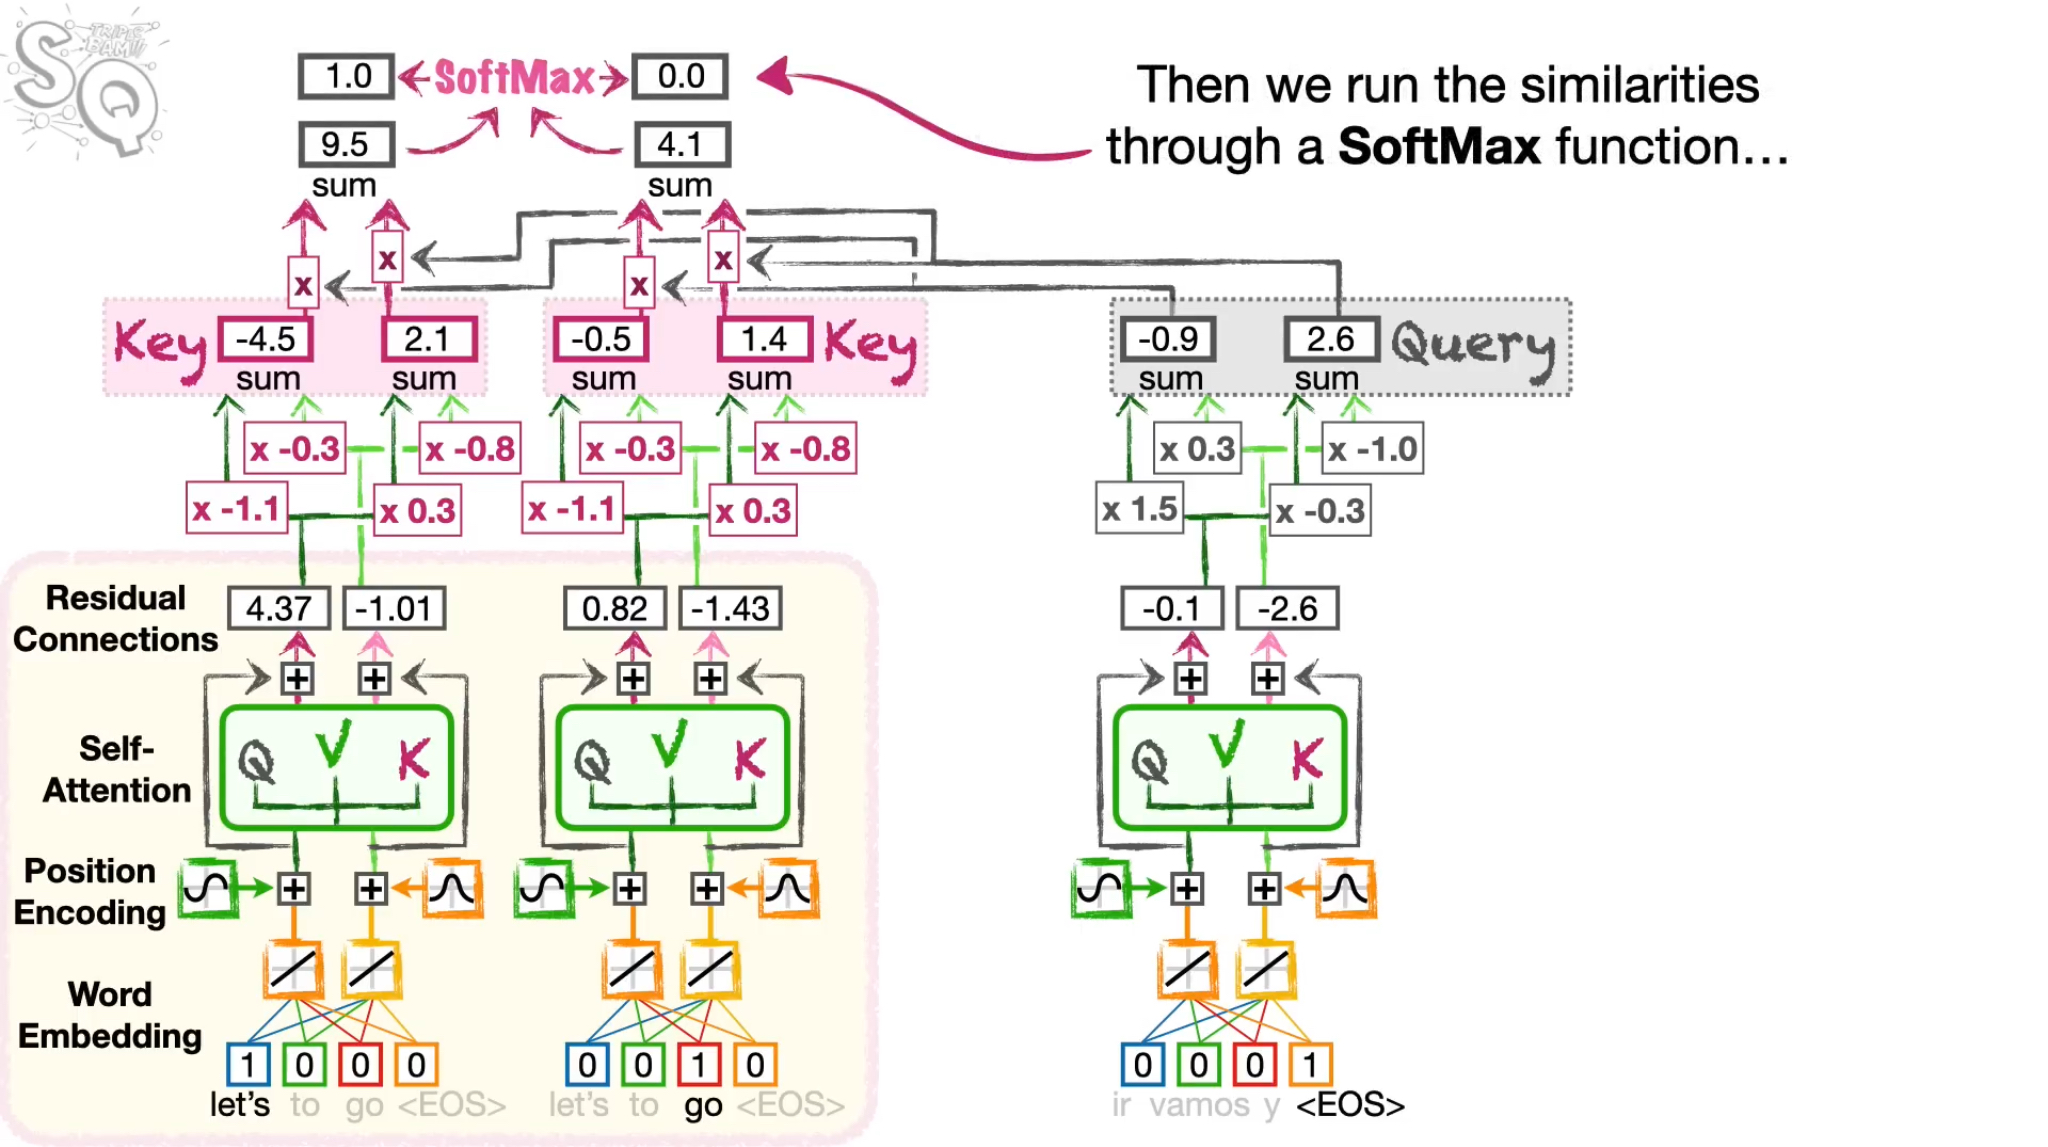 SQ
TRIPLE
BAM!!!
1.0 SoftMax 0.0
Then we run the similarities
through a SoftMax function...
9.5 4.1
sum sum
x x
x x
Key -4.5 2.1 -0.5 1.4 Key -0.9 2.6 Query
sum sum sum sum sum sum
x -0.3 x -0.8 x -0.3 x -0.8 x 0.3 x -1.0
x -1.1 x 0.3 x -1.1 x 0.3 x 1.5 x -0.3
Residual
Connections
4.37 -1.01 0.82 -1.43 -0.1 -2.6
+ + + + + +
Self-
Attention
Q V K Q V K Q V K
Position
Encoding
+ + + + + +
Word
Embedding
1 0 0 0 0 0 1 0 0 0 0 1
let's to go <EOS> let's to go <EOS> ir vamos y <EOS>